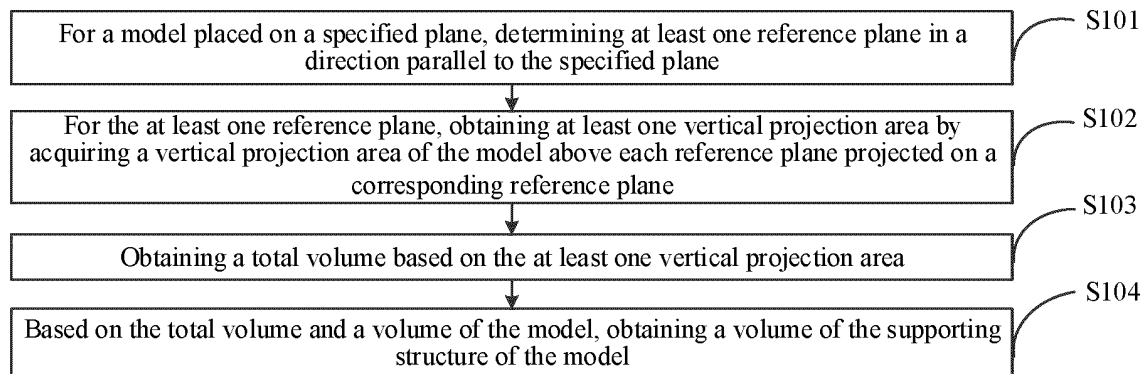 For a model placed on a specified plane, determining at least one reference plane in a
direction parallel to the specified plane
S101
For the at least one reference plane, obtaining at least one vertical projection area by
acquiring a vertical projection area of the model above each reference plane projected on a
corresponding reference plane
S102
Obtaining a total volume based on the at least one vertical projection area
S103
Based on the total volume and a volume of the model, obtaining a volume of the supporting
structure of the model
S104